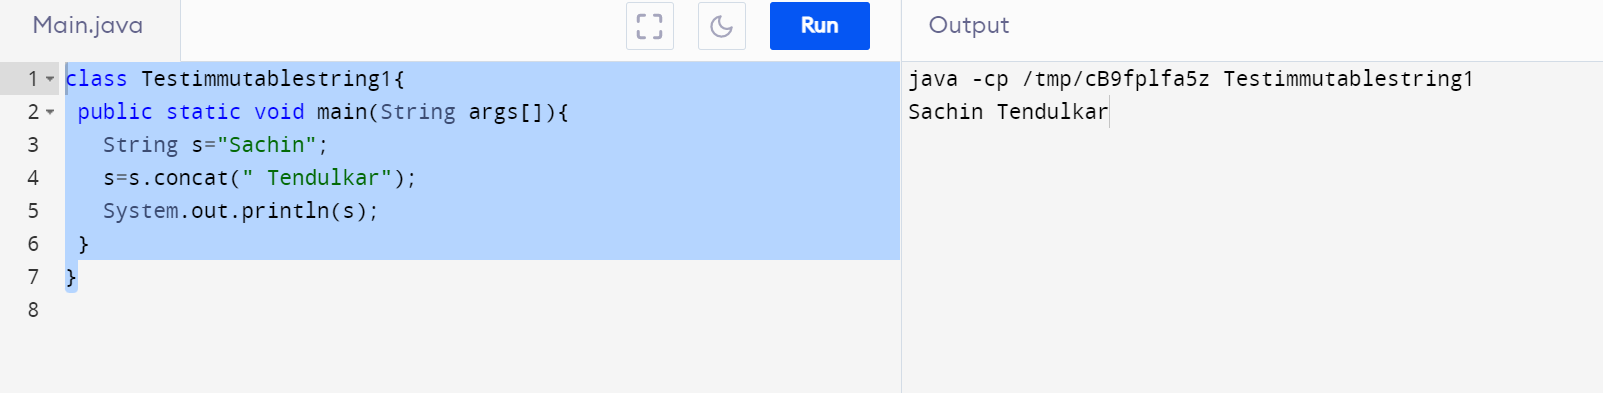 Main.java
Run
Output
1 class Testimmutablestring1{
2 public static void main(String args[]){
3 String s="Sachin";
4 s=s.concat(" Tendulkar");
5 System.out.println(s);
6 }
7 }
8
java -cp /tmp/cB9fplfa5z Testimmutablestring1
Sachin Tendulkar